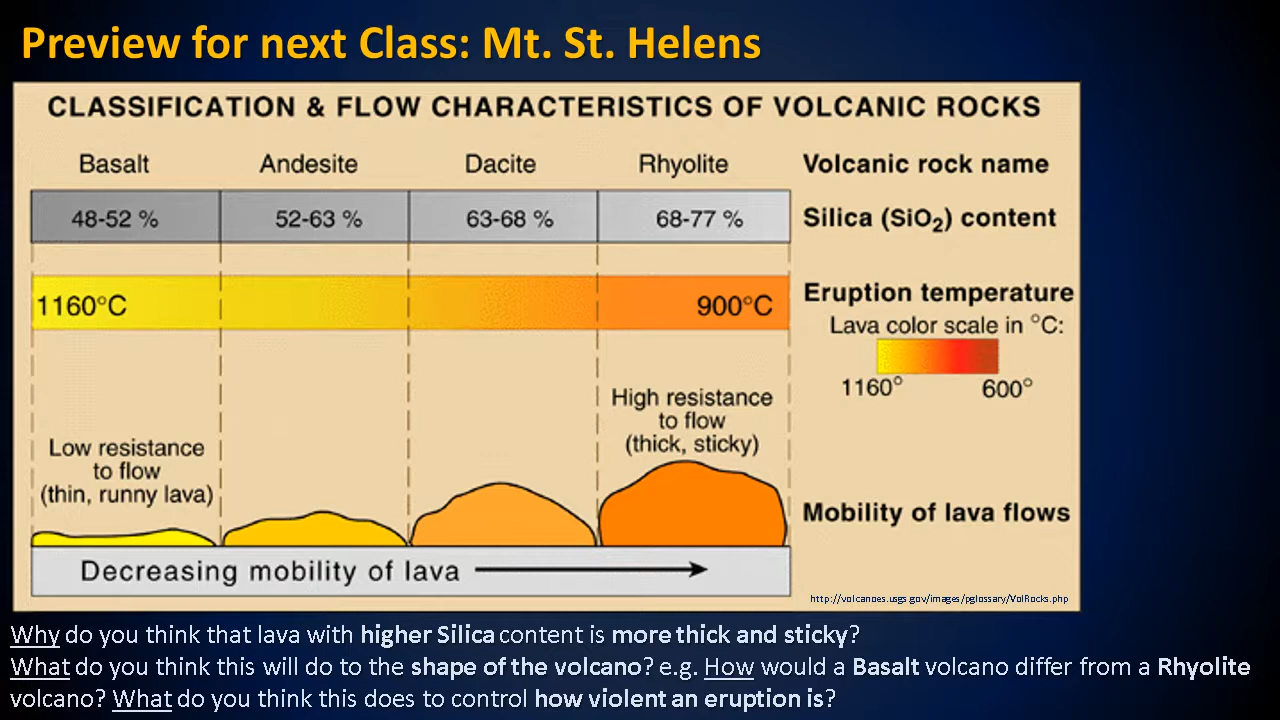 Preview for next Class: Mt. St. Helens
CLASSIFICATION & FLOW CHARACTERISTICS OF VOLCANIC ROCKS
Basalt Andesite Dacite Rhyolite Volcanic rock name
48-52 % 52-63 % 63-68 % 68-77 % Silica (SiO₂) content
1160°C 900°C Eruption temperature
Lava color scale in °C:
1160° 600°
High resistance
to flow
(thick, sticky)
Low resistance
to flow
(thin, runny lava)
Mobility of lava flows
Decreasing mobility of lava
http://volcanoes.usgs.gov/images/pglossary/VolRocks.php
Why do you think that lava with higher Silica content is more thick and sticky?
What do you think this will do to the shape of the volcano? e.g. How would a Basalt volcano differ from a Rhyolite
volcano? What do you think this does to control how violent an eruption is?